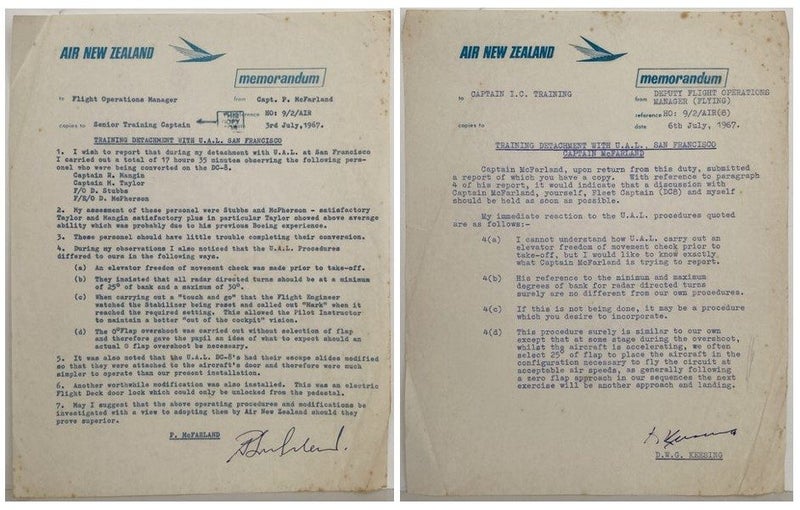 AIR NEW ZEALAND
memorandum
to Flight Operations Manager
from Capt. P. McFarland
reference HO: 9/2/AIR
copies to Senior Training Captain
THIS COPY
3rd July, 1967.
TRAINING DETACHMENT WITH U.A.L. SAN FRANCISCO
1. I wish to report that during my detachment with U.A.L. at San Francisco
I carried out a total of 17 hours 35 minutes observing the following pers-
onel who were being converted on the DC-8.
Captain R. Mangin
Captain M. Taylor
F/O D. Stubbs
F/E/O D. McPherson
2. My assessment of these personel were Stubbs and McPherson - satisfactory
Taylor and Mangin satisfactory plus in particular Taylor showed above average
ability which was probably due to his previous Boeing experience.
3. These personel should have little trouble completing their conversion.
4. During my observations I also noticed that the U.A.L. Procedures
differed to ours in the following ways.
(a) An elevator freedom of movement check was made prior to take-off.
(b) They insisted that all radar directed turns should be at a minimum
of 25° bank and a maximum of 30°.
(c) When carrying out a "touch and go" that the Flight Engineer
watched the Stabiliser being reset and called out "Mark" when it
reached the required setting. This allowed the Pilot Instructor
to maintain a better "out of the cockpit" vision.
(d) The 0° Flap overshoot was carried out without selection of flap
and therefore gave the pupil an idea of what to expect should an
actual 0 flap overshoot be necessary.
5. It was also noted that the U.A.L. DC-8's had their escape slides modified
so that they were attached to the aircraft's door and therefore were much
simpler to operate than our present installation.
6. Another worthwhile modification was also installed. This was an electric
Flight Deck door lock which could only be unlocked from the pedestal.
7. May I suggest that the above operating procedures and modifications be
investigated with a view to adopting them by Air New Zealand should they
prove superior.
P. McFARLAND
AIR NEW ZEALAND
memorandum
to CAPTAIN I.C. TRAINING
from DEPUTY FLIGHT OPERATIONS
MANAGER (FLYING)
reference HO: 9/2/AIR(8)
copies to
date 6th July, 1967.
TRAINING DETACHMENT WITH U.A.L., SAN FRANCISCO
CAPTAIN McFARLAND
Captain McFarland, upon return from this duty, submitted
a report of which you have a copy. With reference to paragraph
4 of his report, it would indicate that a discussion with
Captain McFarland, yourself, Fleet Captain (DC8) and myself
should be held as soon as possible.
My immediate reaction to the U.A.L. procedures quoted
are as follows:-
4(a) I cannot understand how U.A.L. carry out an
elevator freedom of movement check prior to
take-off, but I would like to know exactly
what Captain McFarland is trying to report.
4(b) His reference to the minimum and maximum
degrees of bank for radar directed turns
surely are no different from our own procedures.
4(c) If this is not being done, it may be a procedure
which you desire to incorporate.
4(d) This procedure surely is similar to our own
except that at some stage during the overshoot,
whilst the aircraft is accelerating, we often
select 25° of flap to place the aircraft in the
configuration necessary to fly the circuit at
acceptable air speeds, as generally following
a zero flap approach in our sequences the next
exercise will be another approach and landing.
D.W.G. KEESING